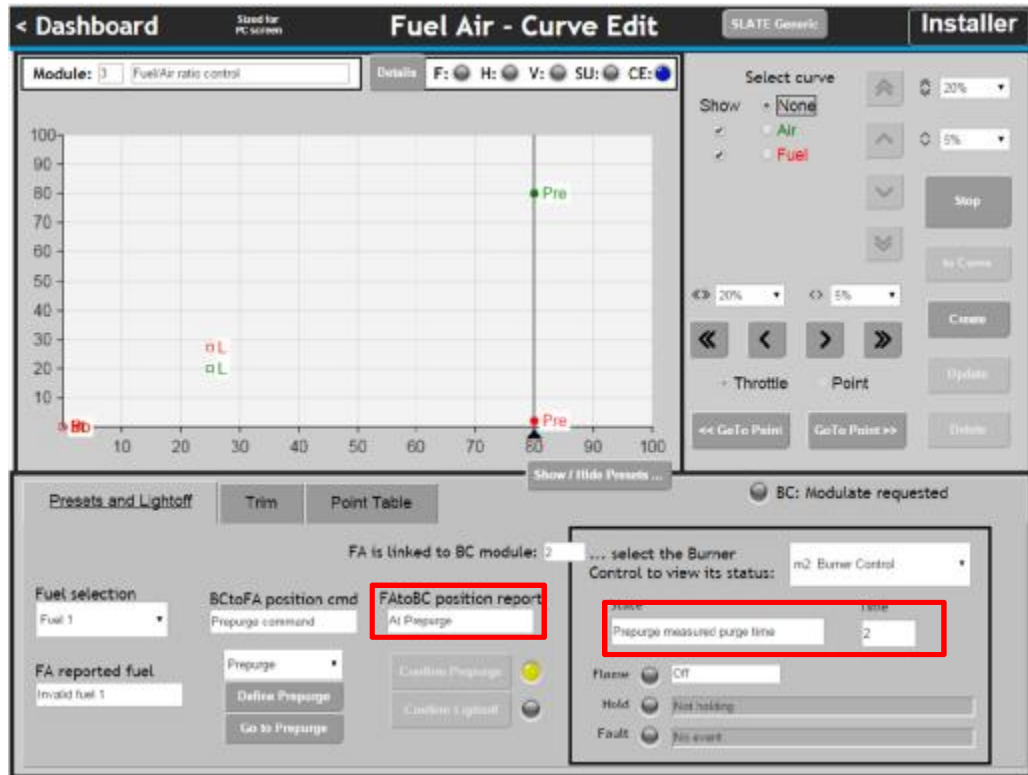 < Dashboard
Sized for
PC screen
Fuel Air - Curve Edit
SLATE Generic
Installer
Module: 3 Fuel/Air ratio control
Details
F: H: V: SU: CE:
Select curve
Show None
Air
Fuel
20%
5%
Stop
to Curve
20% 5%
Create
Throttle Point
Update
<< GoTo Point GoTo Point >>
Delete
100
90
80
70
60
50
40
30
20
10
Pre
L
L
Pre
10 20 30 40 50 60 70 80 90 100
Show / Hide Presets ...
Presets and Lightoff Trim Point Table
BC: Modulate requested
FA is linked to BC module: 2
... select the Burner
Control to view its status:
m2 Burner Control
Fuel selection
Fuel 1
BCtoFA position cmd
Prepurge command
FAtoBC position report
At Prepurge
State
Prepurge measured purge time
Time
2
FA reported fuel
Invalid fuel 1
Prepurge
Define Prepurge
Go to Prepurge
Confirm Prepurge
Confirm Lightoff
Flame Off
Hold Not holding
Fault No event